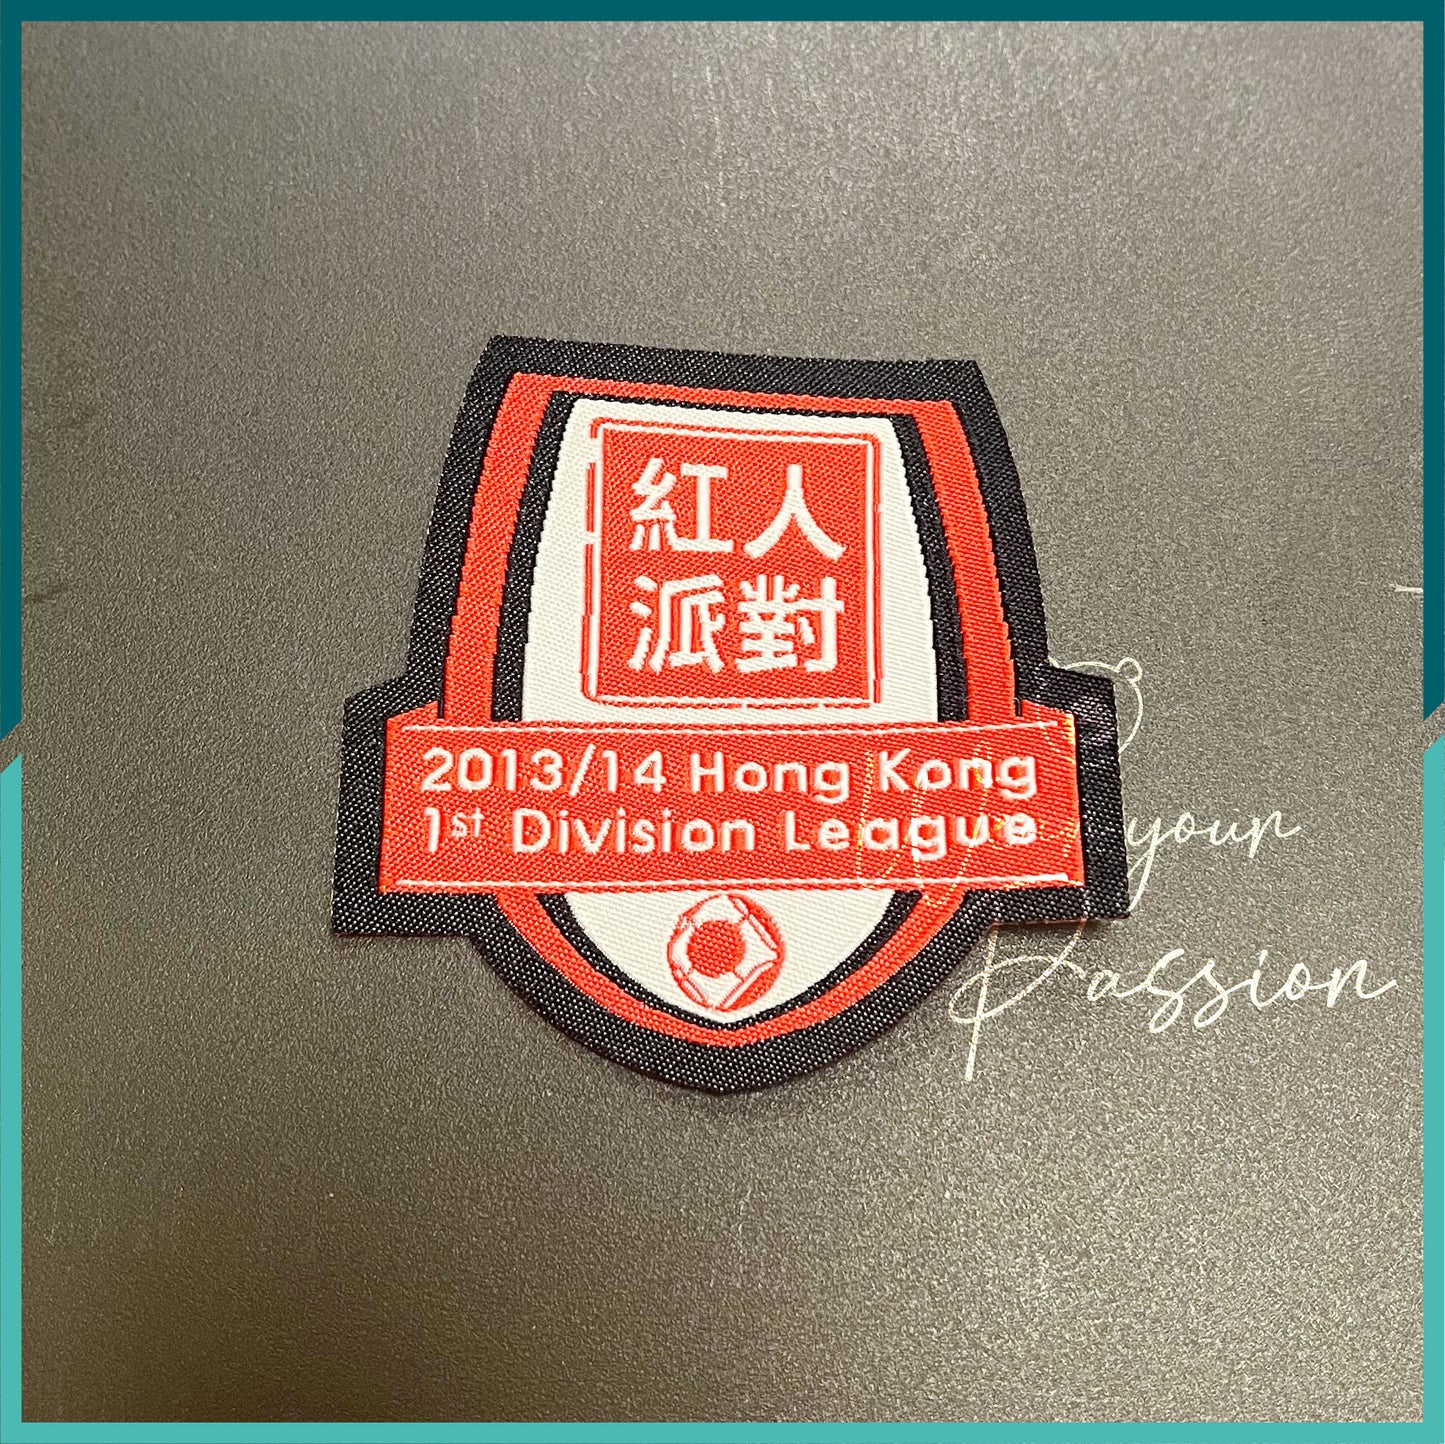 紅人
派對
2013/14 Hong Kong
1st Division League
your
Passion